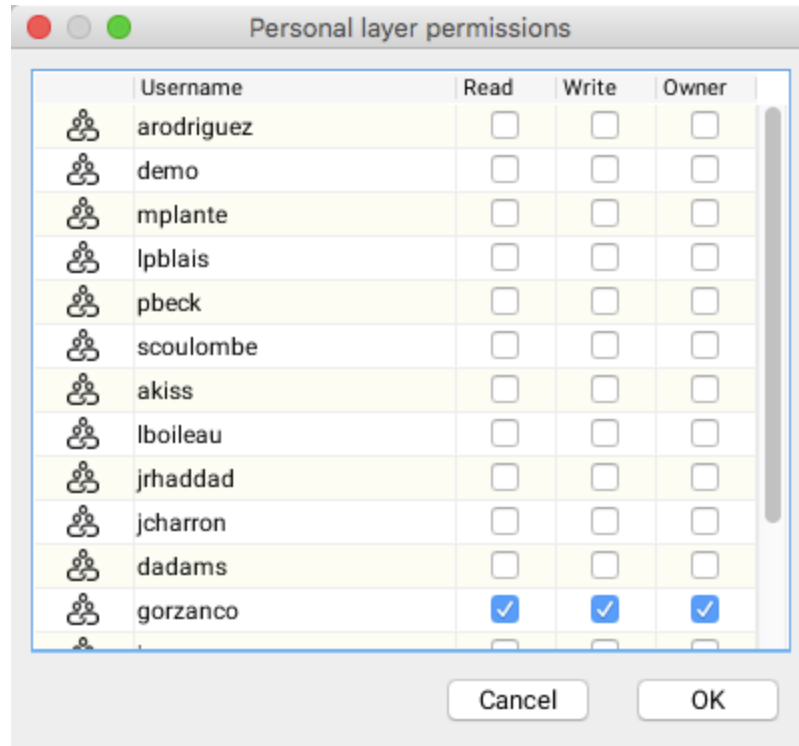 Personal layer permissions
Username Read Write Owner
arodriguez
demo
mplante
lpblais
pbeck
scoulombe
akiss
lboileau
jrhaddad
jcharron
dadams
gorzanco
Cancel OK